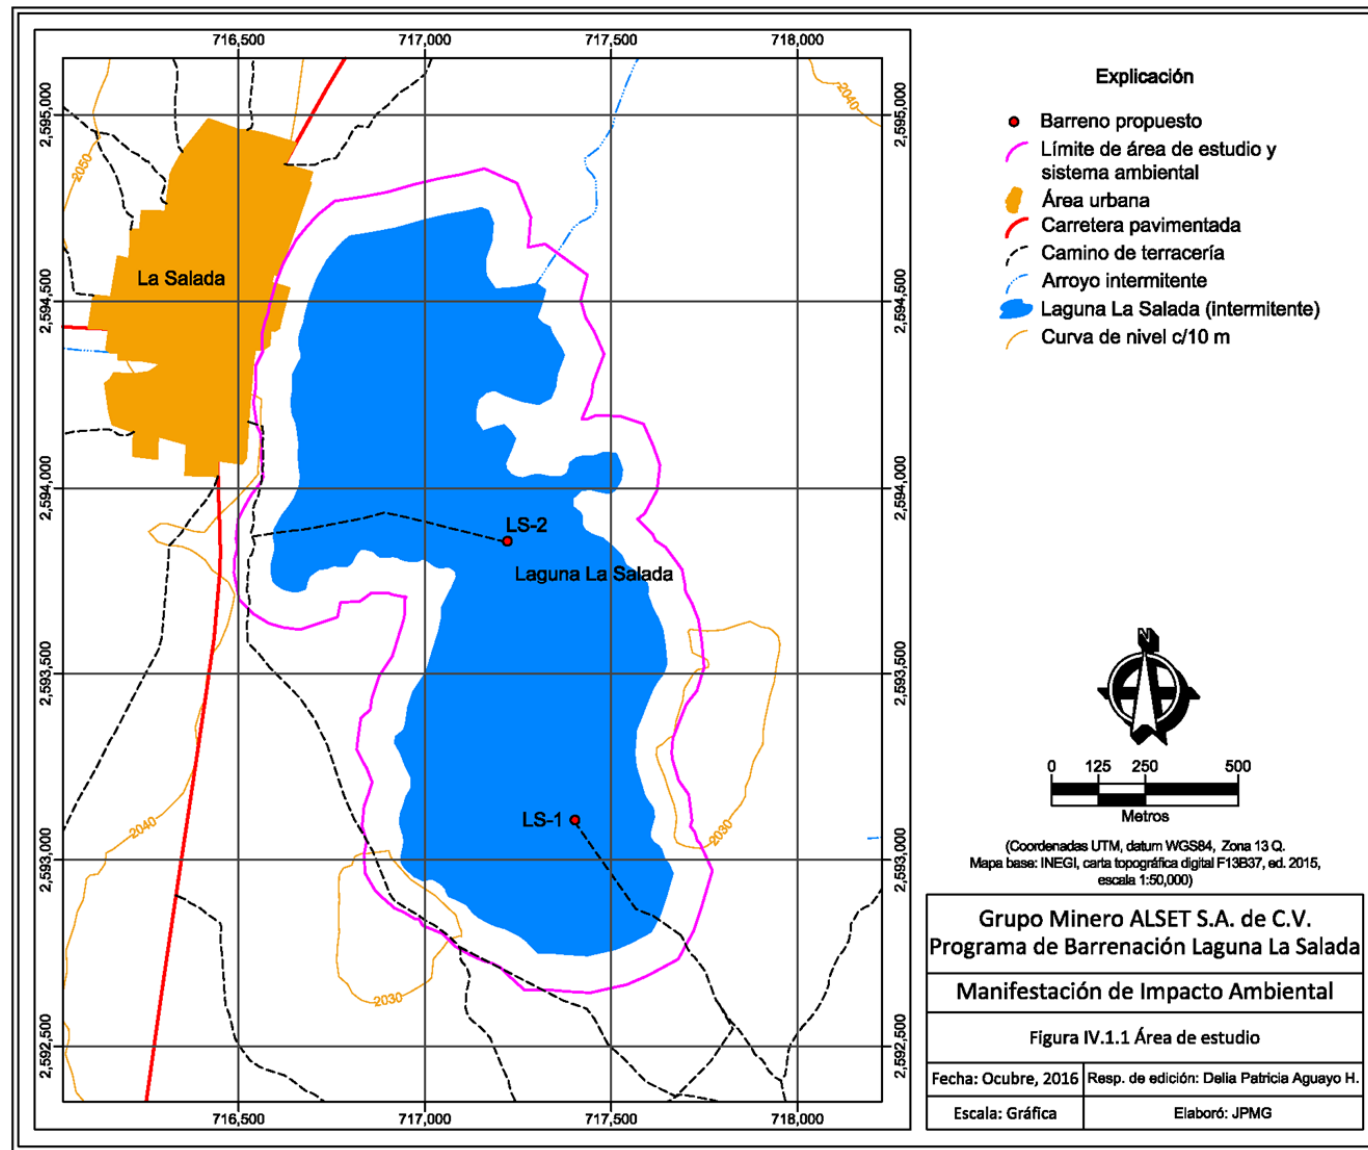 716,500
717,000
717,500
718,000
2,595,000
2,594,500
2,594,000
2,593,500
2,593,000
2,592,500
2050
2040
La Salada
LS-2
Laguna La Salada
LS-1
2040
2030
2030
2,595,000
2,594,500
2,594,000
2,593,500
2,593,000
2,592,500
716,500
717,000
717,500
718,000
Explicación
Barreno propuesto
Límite de área de estudio y
sistema ambiental
Área urbana
Carretera pavimentada
Camino de terracería
Arroyo intermitente
Laguna La Salada (intermitente)
Curva de nivel c/10 m
N
0 125 250 500
Metros
(Coordenadas UTM, datum WGS84, Zona 13 Q.
Mapa base: INEGI, carta topográfica digital F13B37, ed. 2015,
escala 1:50,000)
Grupo Minero ALSET S.A. de C.V.
Programa de Barrenación Laguna La Salada
Manifestación de Impacto Ambiental
Figura IV.1.1 Área de estudio
Fecha: Ocubre, 2016
Resp. de edición: Delia Patricia Aguayo H.
Escala: Gráfica
Elaboró: JPMG